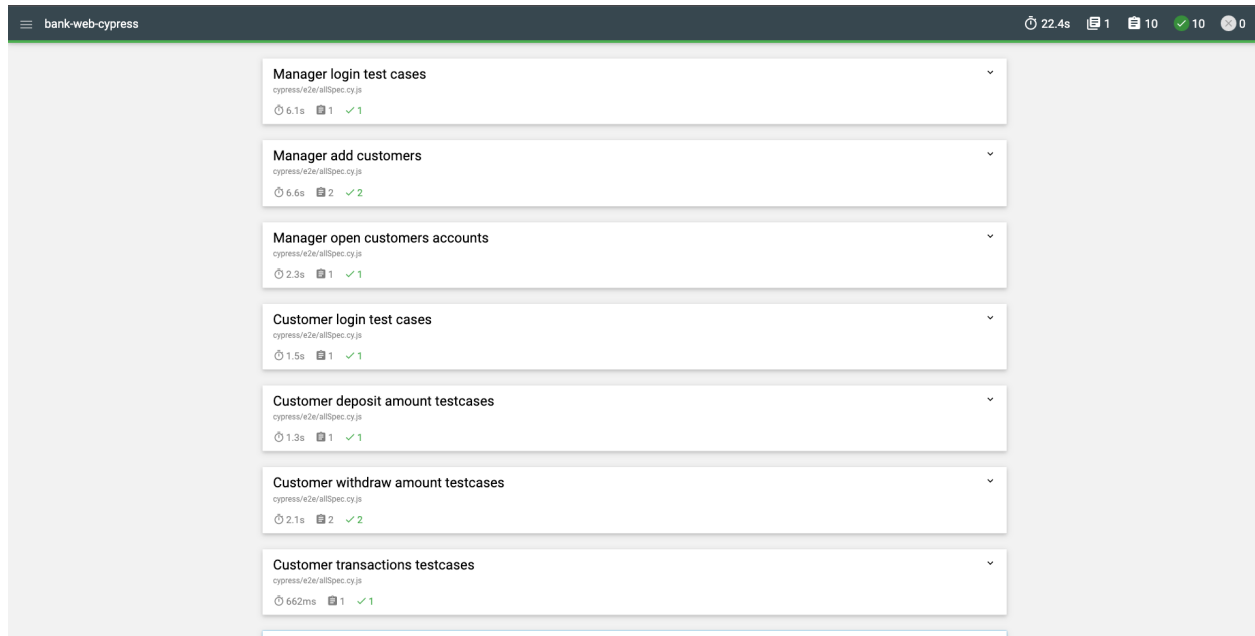 bank-web-cypress 22.4s 1 10 10 0
Manager login test cases
cypress/e2e/allSpec.cy.js
6.1s 1 1
Manager add customers
cypress/e2e/allSpec.cy.js
6.6s 2 2
Manager open customers accounts
cypress/e2e/allSpec.cy.js
2.3s 1 1
Customer login test cases
cypress/e2e/allSpec.cy.js
1.5s 1 1
Customer deposit amount testcases
cypress/e2e/allSpec.cy.js
1.3s 1 1
Customer withdraw amount testcases
cypress/e2e/allSpec.cy.js
2.1s 2 2
Customer transactions testcases
cypress/e2e/allSpec.cy.js
662ms 1 1